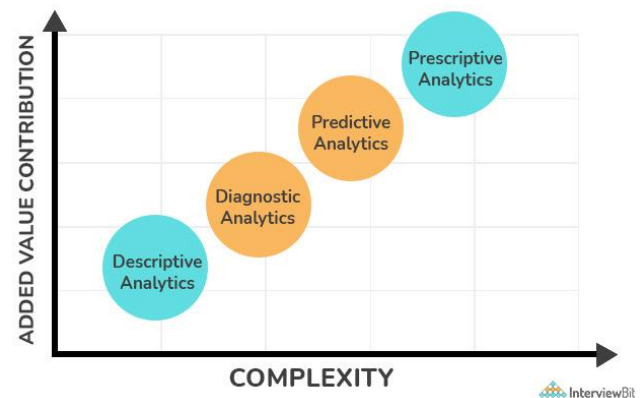 ADDED VALUE CONTRIBUTION
Prescriptive
Analytics
Predictive
Analytics
Diagnostic
Analytics
Descriptive
Analytics
COMPLEXITY
InterviewBit